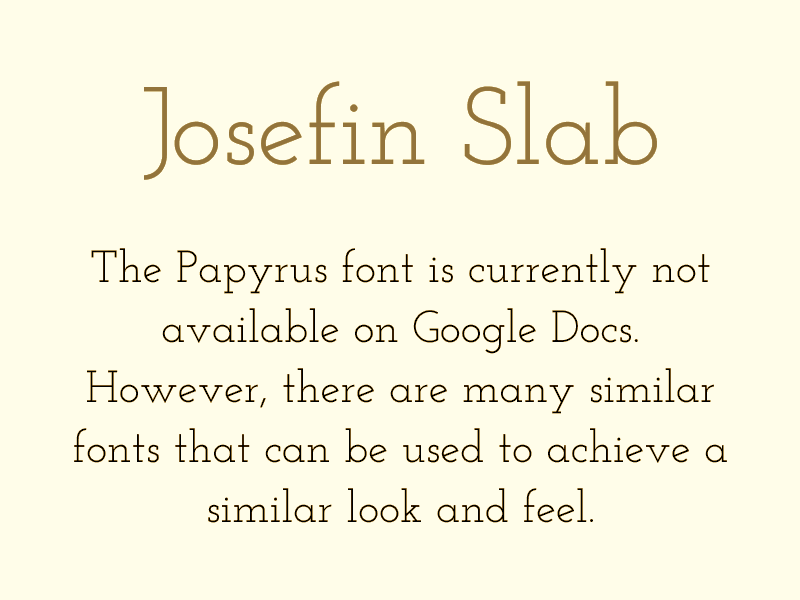 Josefin Slab
The Papyrus font is currently not
available on Google Docs.
However, there are many similar
fonts that can be used to achieve a
similar look and feel.